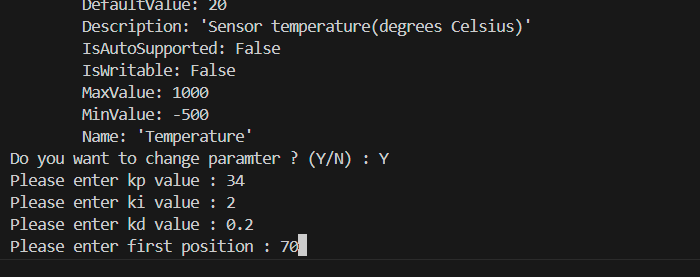 DefaultValue: 20
Description: 'Sensor temperature(degrees Celsius)'
IsAutoSupported: False
IsWritable: False
MaxValue: 1000
MinValue: -500
Name: 'Temperature'
Do you want to change paramter ? (Y/N) : Y
Please enter kp value : 34
Please enter ki value : 2
Please enter kd value : 0.2
Please enter first position : 70